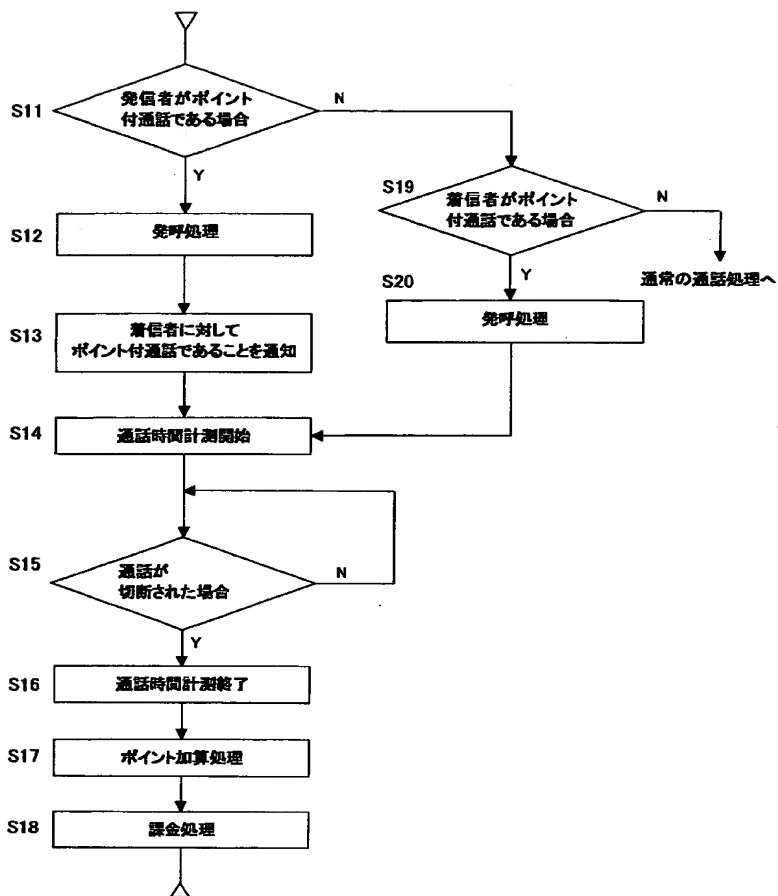 S11
発信者がポイント
付通話である場合
N
Y
S19
着信者がポイント
付通話である場合
N
Y
通常の通話処理へ
S12
発呼処理
S20
発呼処理
S13
着信者に対して
ポイント付通話であることを通知
S14
通話時間計測開始
S15
通話が
切断された場合
N
Y
S16
通話時間計測終了
S17
ポイント加算処理
S18
課金処理